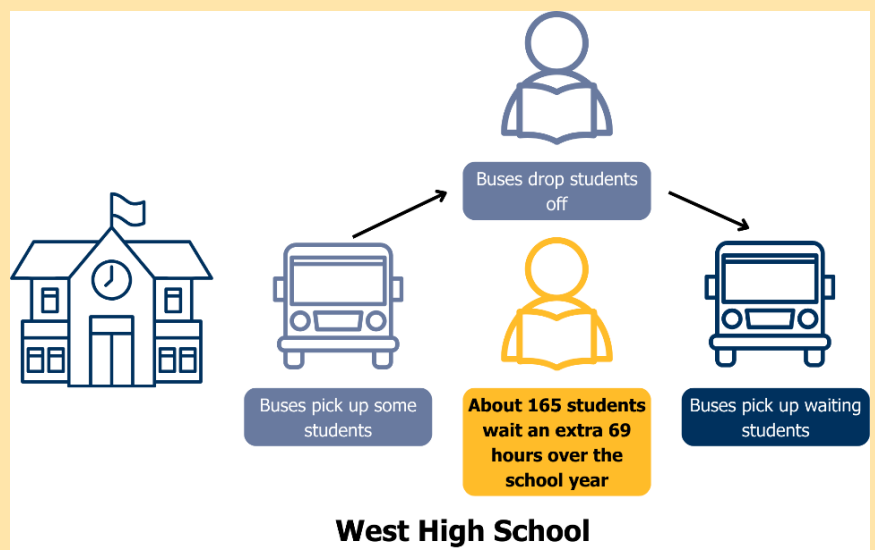 Buses drop students
off
Buses pick up some
students
About 165 students
wait an extra 69
hours over the
school year
Buses pick up waiting
students
West High School